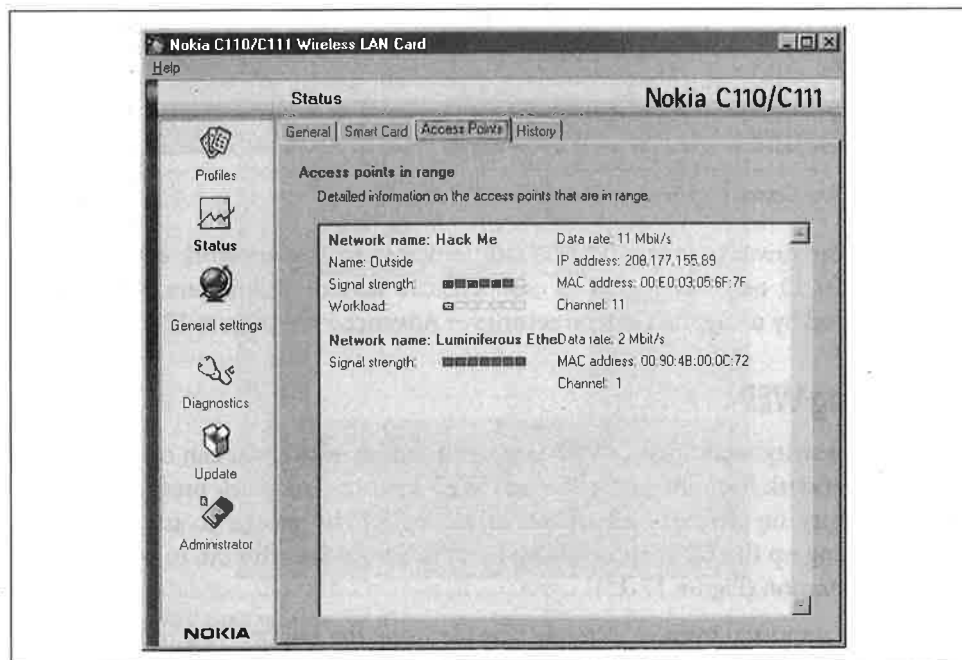 Nokia C110/C111 Wireless LAN Card
Help
Status
Nokia C110/C111
General
Smart Card
Access Points
History
Profiles
Status
General settings
Diagnostics
Update
Administrator
NOKIA
Access points in range
Detailed information on the access points that are in range.
Network name: Hack Me
Data rate: 11 Mbit/s
Name: Outside
IP address: 208.177.155.89
Signal strength:
MAC address: 00:E0:03:05:6F:7F
Workload:
Channel: 11
Network name: Luminiferous Ethe
Data rate: 2 Mbit/s
Signal strength:
MAC address: 00:90:4B:00:0C:72
Channel: 1